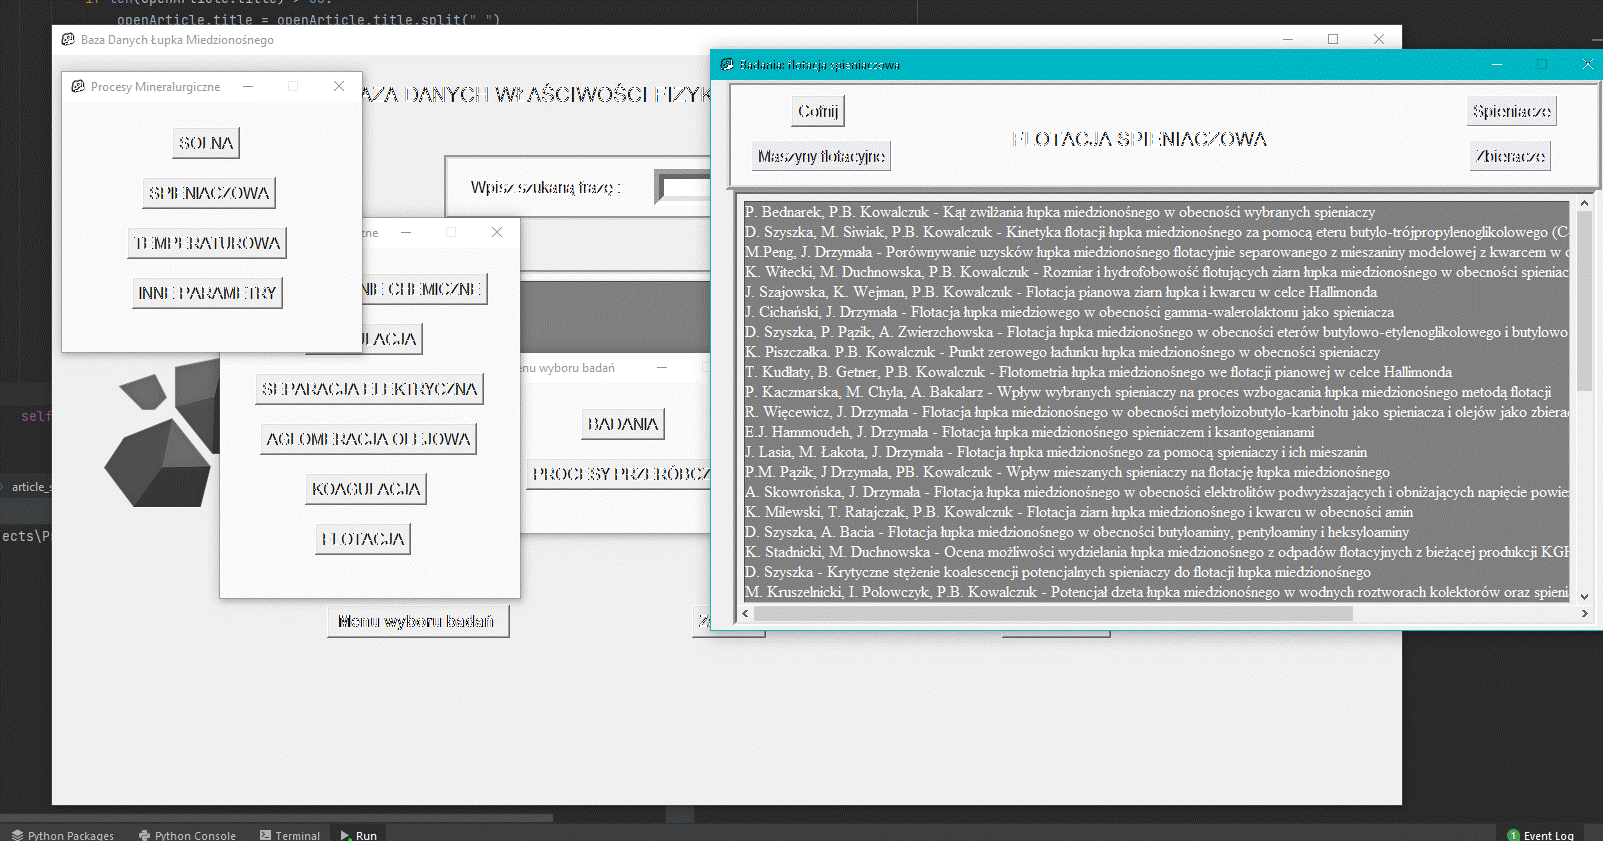 openArticle.title = openArticle.title.split(" ")
Baza Danych Łupka Miedzionośnego
DANYCH WŁAŚCIWOŚCI FIZYK
Wpisz szukaną frazę :
Procesy Mineralurgiczne
SOLNA
SPIENIACZOWA
TEMPERATUROWA
INNE PARAMETRY
CHEMICZNE
SEPARACJA ELEKTRYCZNA
AGLOMERACJA OLEJOWA
KOAGULACJA
FLOTACJA
wyboru badań
BADANIA
PROCESY PRZERÓBCZ
Menu wyboru badań
Badania: flotacja spieniaczowa
Cofnij
Maszyny flotacyjne
FLOTACJA SPIENIACZOWA
Spieniacze
Zbieracze
P. Bednarek, P.B. Kowalczuk - Kąt zwilżania łupka miedzionośnego w obecności wybranych spieniaczy
D. Szyszka, M. Siwiak, P.B. Kowalczuk - Kinetyka flotacji łupka miedzionośnego za pomocą eteru butylo-trójpropylenoglikolowego (C
M.Peng, J. Drzymała - Porównywanie uzysków łupka miedzionośnego flotacyjnie separowanego z mieszaniny modelowej z kwarcem w
K. Witecki, M. Duchnowska, P.B. Kowalczuk - Rozmiar i hydrofobowość flotujących ziarn łupka miedzionośnego w obecności spieniac
J. Szajowska, K. Wejman, P.B. Kowalczuk - Flotacja pianowa ziarn łupka i kwarcu w celce Hallimonda
J. Cichański, J. Drzymała - Flotacja łupka miedziowego w obecności gamma-walerolaktonu jako spieniacza
D. Szyszka, P. Pązik, A. Zwierzchowska - Flotacja łupka miedzionośnego w obecności eterów butylowo-etylenoglikolowego i butylowo
K. Piszczałka. P.B. Kowalczuk - Punkt zerowego ładunku łupka miedzionośnego w obecności spieniaczy
T. Kudłaty, B. Getner, P.B. Kowalczuk - Flotometria łupka miedzionośnego we flotacji pianowej w celce Hallimonda
P. Kaczmarska, M. Chyla, A. Bakalarz - Wpływ wybranych spieniaczy na proces wzbogacania łupka miedzionośnego metodą flotacji
R. Więcewicz, J. Drzymała - Flotacja łupka miedzionośnego w obecności metyloizobutylo-karbinolu jako spieniacza i olejów jako zbiera
E.J. Hammoudeh, J. Drzymała - Flotacja łupka miedzionośnego spieniaczem i ksantogenianami
J. Lasia, M. Łakota, J. Drzymała - Flotacja łupka miedzionośnego za pomocą spieniaczy i ich mieszanin
P.M. Pązik, J Drzymała, PB. Kowalczuk - Wpływ mieszanych spieniaczy na flotację łupka miedzionośnego
A. Skowrońska, J. Drzymała - Flotacja łupka miedzionośnego w obecności elektrolitów podwyższających i obniżających napięcie powie
K. Milewski, T. Ratajczak, P.B. Kowalczuk - Flotacja ziarn łupka miedzionośnego i kwarcu w obecności amin
D. Szyszka, A. Bacia - Flotacja łupka miedzionośnego w obecności butyloaminy, pentyloaminy i heksyloaminy
K. Stadnicki, M. Duchnowska - Ocena możliwości wydzielania łupka miedzionośnego z odpadów flotacyjnych z bieżącej produkcji KGH
D. Szyszka - Krytyczne stężenie koalescencji potencjalnych spieniaczy do flotacji łupka miedzionośnego
M. Kruszelnicki, I. Polowczyk, P.B. Kowalczuk - Potencjał dzeta łupka miedzionośnego w wodnych roztworach kolektorów oraz spieni
self
article_s
ects\P
Python Packages
Python Console
Terminal
Run
1 Event Log